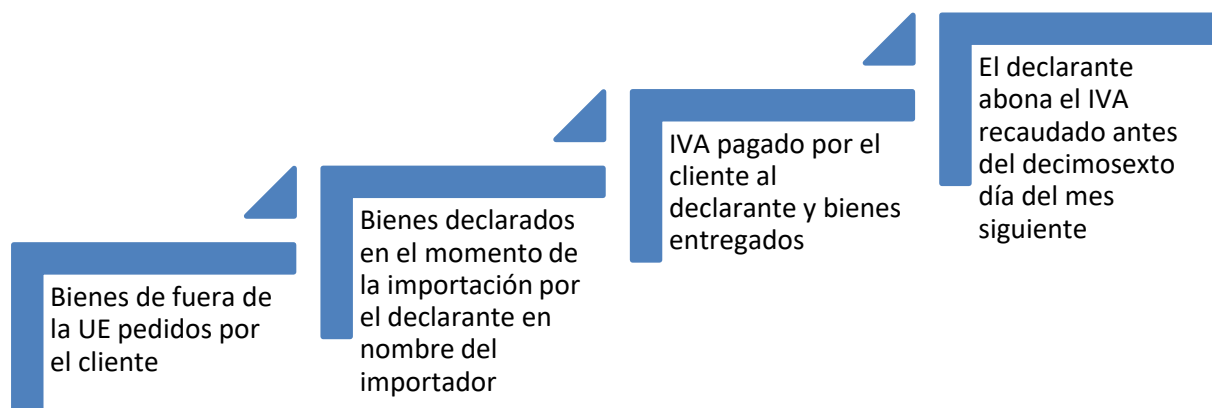 Bienes de fuera de
la UE pedidos por
el cliente
Bienes declarados
en el momento de
la importación por
el declarante en
nombre del
importador
IVA pagado por el
cliente al
declarante y bienes
entregados
El declarante
abona el IVA
recaudado antes
del decimosexto
día del mes
siguiente